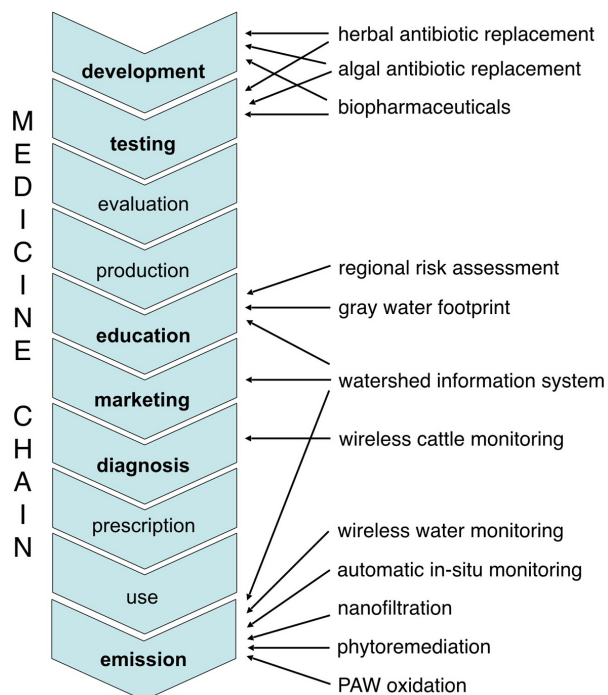 MEDICINE CHAIN
development
testing
evaluation
production
education
marketing
diagnosis
prescription
use
emission
herbal antibiotic replacement
algal antibiotic replacement
biopharmaceuticals
regional risk assessment
gray water footprint
watershed information system
wireless cattle monitoring
wireless water monitoring
automatic in-situ monitoring
nanofiltration
phytoremediation
PAW oxidation